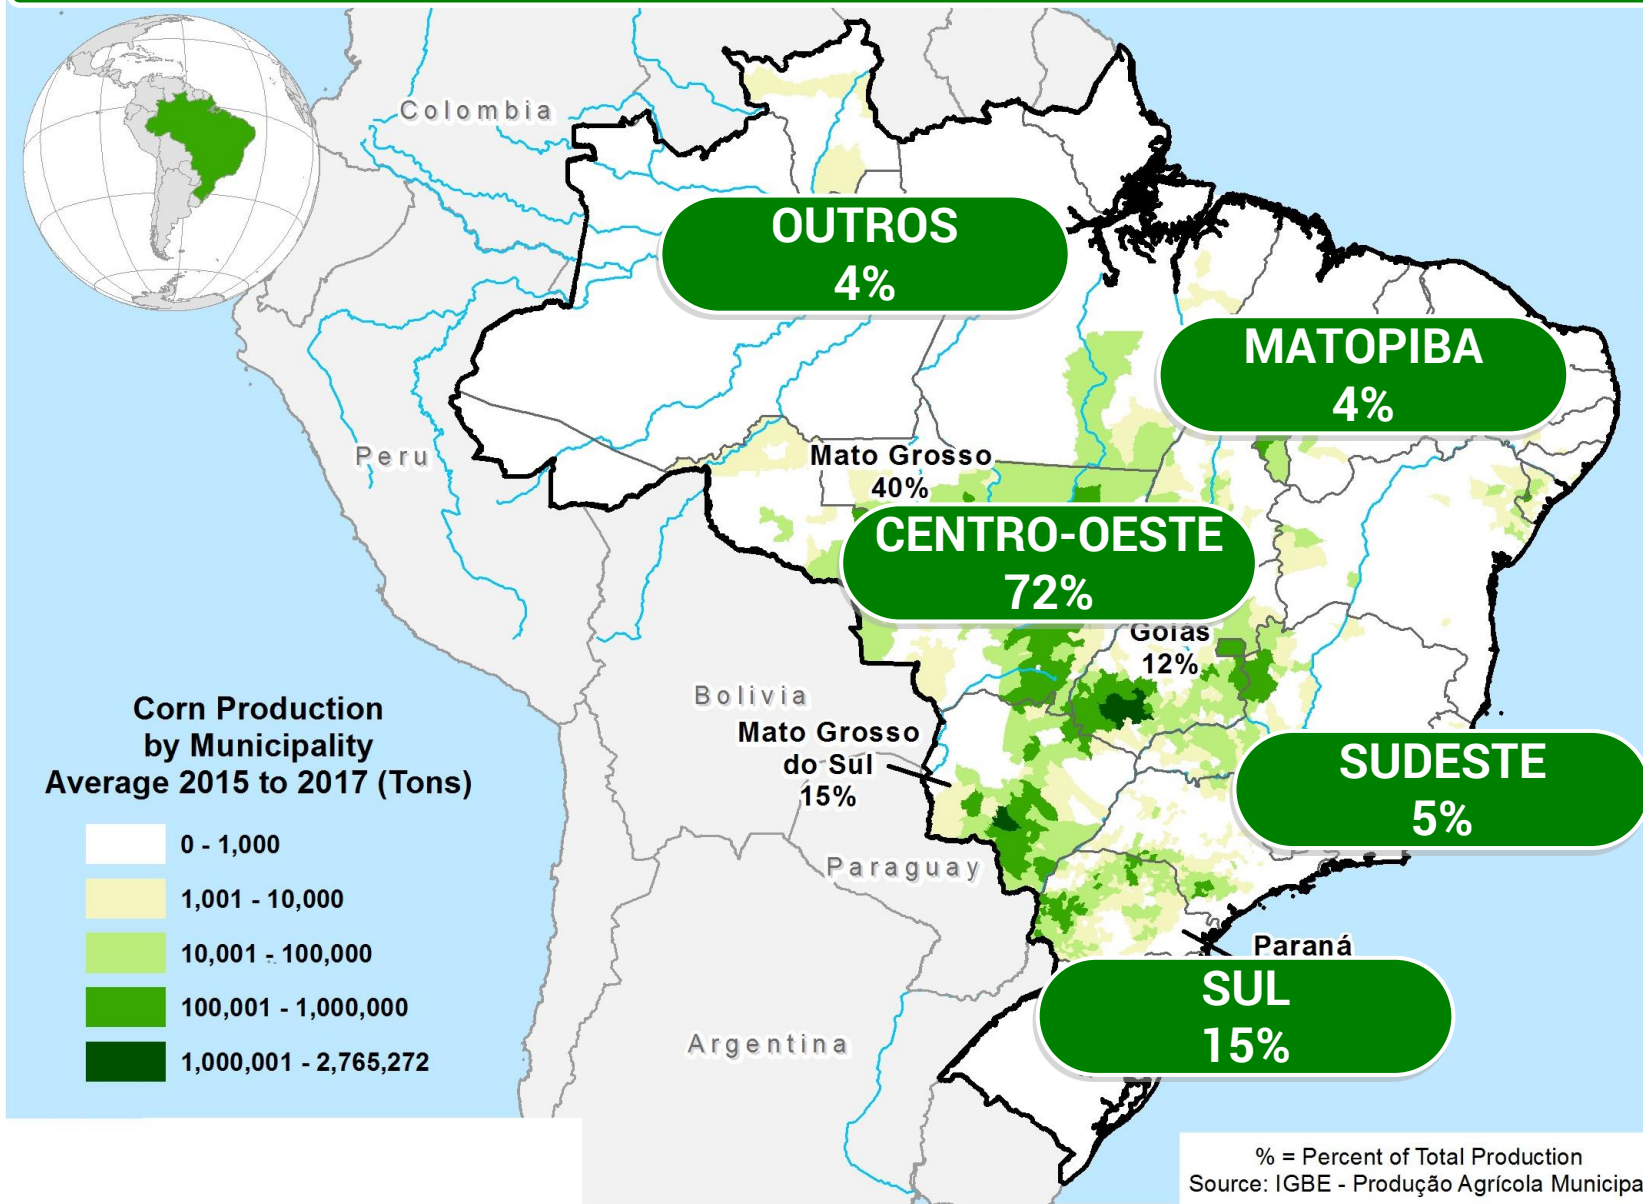 Colombia
OUTROS
4%
MATOPIBA
4%
Peru
Mato Grosso
40%
CENTRO-OESTE
72%
Goiás
12%
Bolivia
Mato Grosso
do Sul
15%
Corn Production
by Municipality
Average 2015 to 2017 (Tons)
0 - 1,000
1,001 - 10,000
10,001 - 100,000
100,001 - 1,000,000
1,000,001 - 2,765,272
SUDESTE
5%
Paraguay
Paraná
SUL
15%
Argentina
% = Percent of Total Production
Source: IGBE - Produção Agrícola Municipa